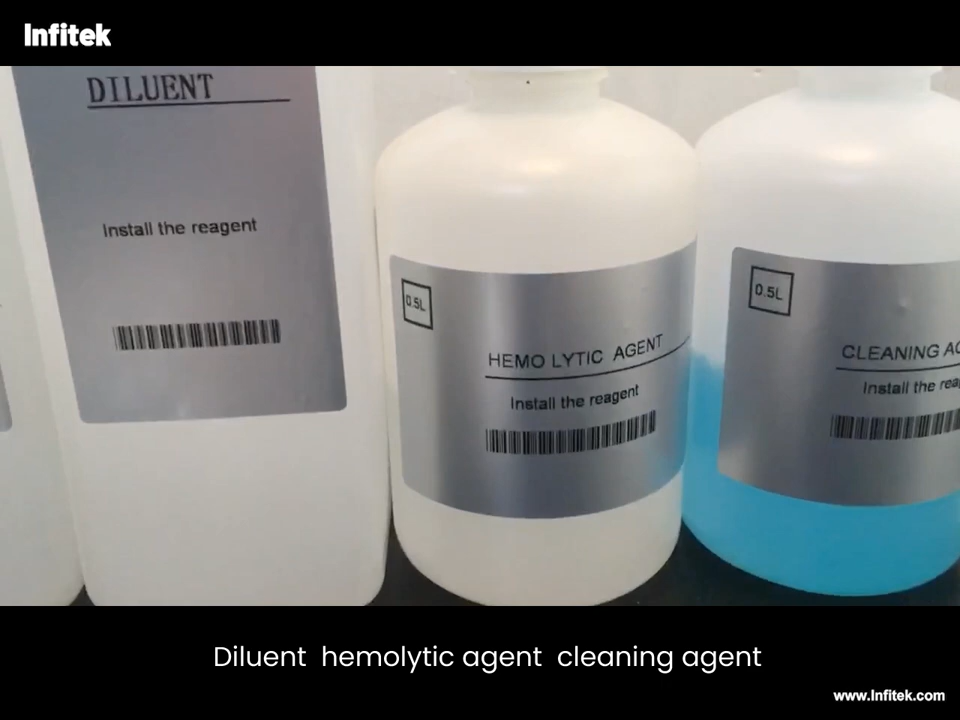 Infitek
DILUENT
Install the reagent
0.5L
HEMO LYTIC AGENT
Install the reagent
0.5L
CLEANING
Install the
Diluent hemolytic agent cleaning agent
www.Infitek.com